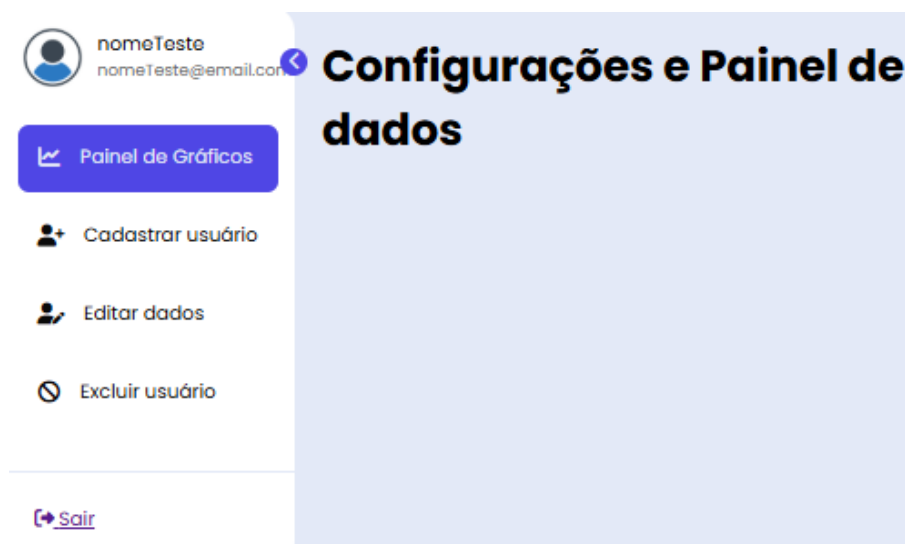 nomeTeste
nomeTeste@email.com
Configurações e Painel de
dados
Painel de Gráficos
Cadastrar usuário
Editar dados
Excluir usuário
Sair